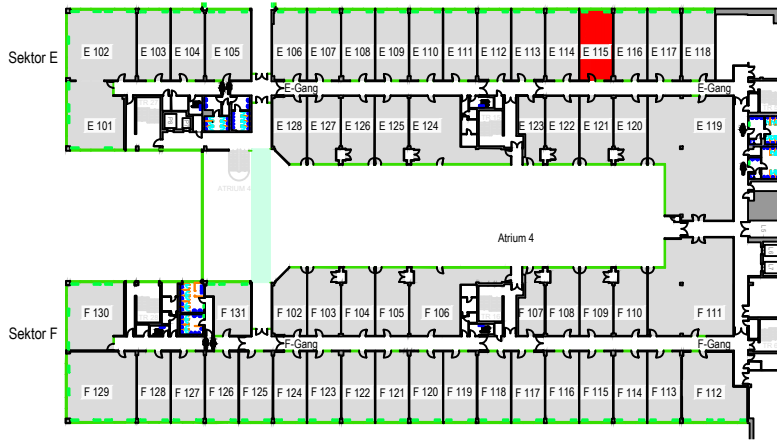 Sektor E
E 102
E 103
E 104
E 105
E 106
E 107
E 108
E 109
E 110
E 111
E 112
E 113
E 114
E 115
E 116
E 117
E 118
E-Gang
E-Gang
E 101
E 128
E 127
E 126
E 125
E 124
E 123
E 122
E 121
E 120
E 119
ATRIUM 4
Atrium 4
Sektor F
F 130
F 131
F 102
F 103
F 104
F 105
F 106
F 107
F 108
F 109
F 110
F 111
F-Gang
F-Gang
F 129
F 128
F 127
F 126
F 125
F 124
F 123
F 122
F 121
F 120
F 119
F 118
F 117
F 116
F 115
F 114
F 113
F 112